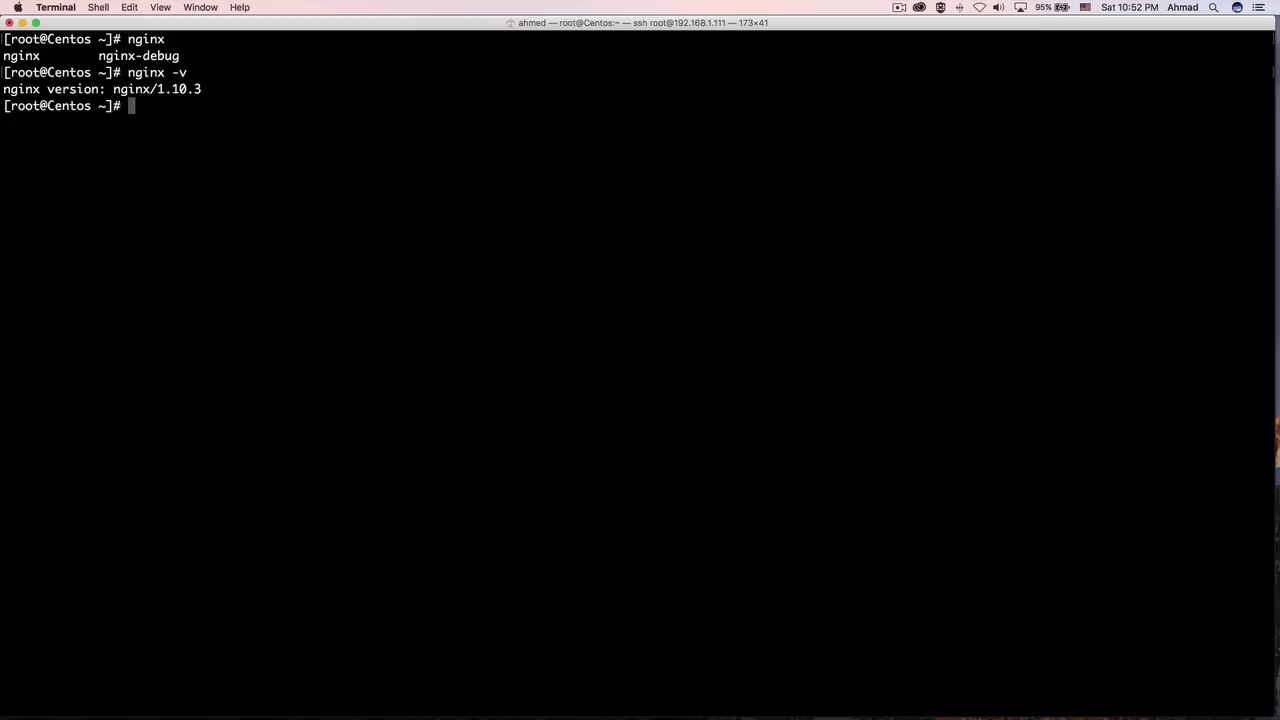 Terminal Shell Edit View Window Help 95% Sat 10:52 PM Ahmad
ahmed — root@Centos:~ — ssh root@192.168.1.111 — 173×41
[root@Centos ~]# nginx
nginx nginx-debug
[root@Centos ~]# nginx -v
nginx version: nginx/1.10.3
[root@Centos ~]#